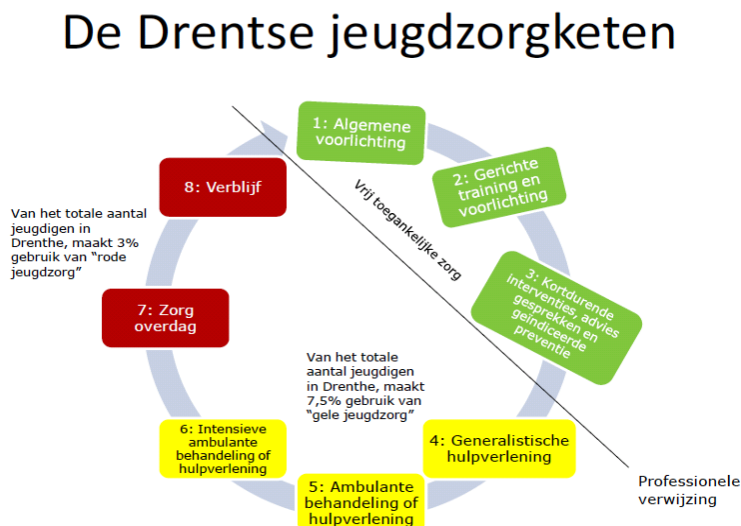 De Drentse jeugdzorgketen
1: Algemene
voorlichting
2: Gerichte
training en
voorlichting
3: Kortdurende
interventies, advies
gesprekken en
geïndiceerde
preventie
Vrij toegankelijke zorg
8: Verblijf
Van het totale aantal
jeugdigen in
Drenthe, maakt 3%
gebruik van “rode
jeugdzorg”
7: Zorg
overdag
Van het totale
aantal jeugdigen
in Drenthe, maakt
7,5% gebruik van
“gele jeugdzorg”
6: Intensieve
ambulante
behandeling of
hulpverlening
4: Generalistische
hulpverlening
5: Ambulante
behandeling of
hulpverlening
Professionele
verwijzing